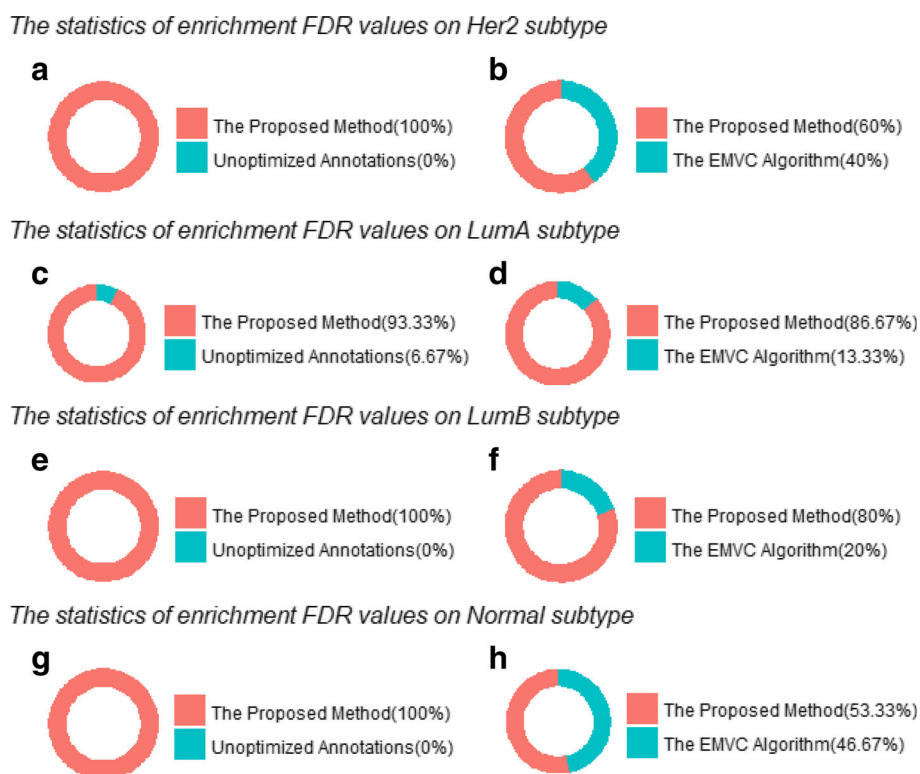 The statistics of enrichment FDR values on Her2 subtype
a
The Proposed Method(100%)
Unoptimized Annotations(0%)
b
The Proposed Method(60%)
The EMVC Algorithm(40%)
The statistics of enrichment FDR values on LumA subtype
c
The Proposed Method(93.33%)
Unoptimized Annotations(6.67%)
d
The Proposed Method(86.67%)
The EMVC Algorithm(13.33%)
The statistics of enrichment FDR values on LumB subtype
e
The Proposed Method(100%)
Unoptimized Annotations(0%)
f
The Proposed Method(80%)
The EMVC Algorithm(20%)
The statistics of enrichment FDR values on Normal subtype
g
The Proposed Method(100%)
Unoptimized Annotations(0%)
h
The Proposed Method(53.33%)
The EMVC Algorithm(46.67%)